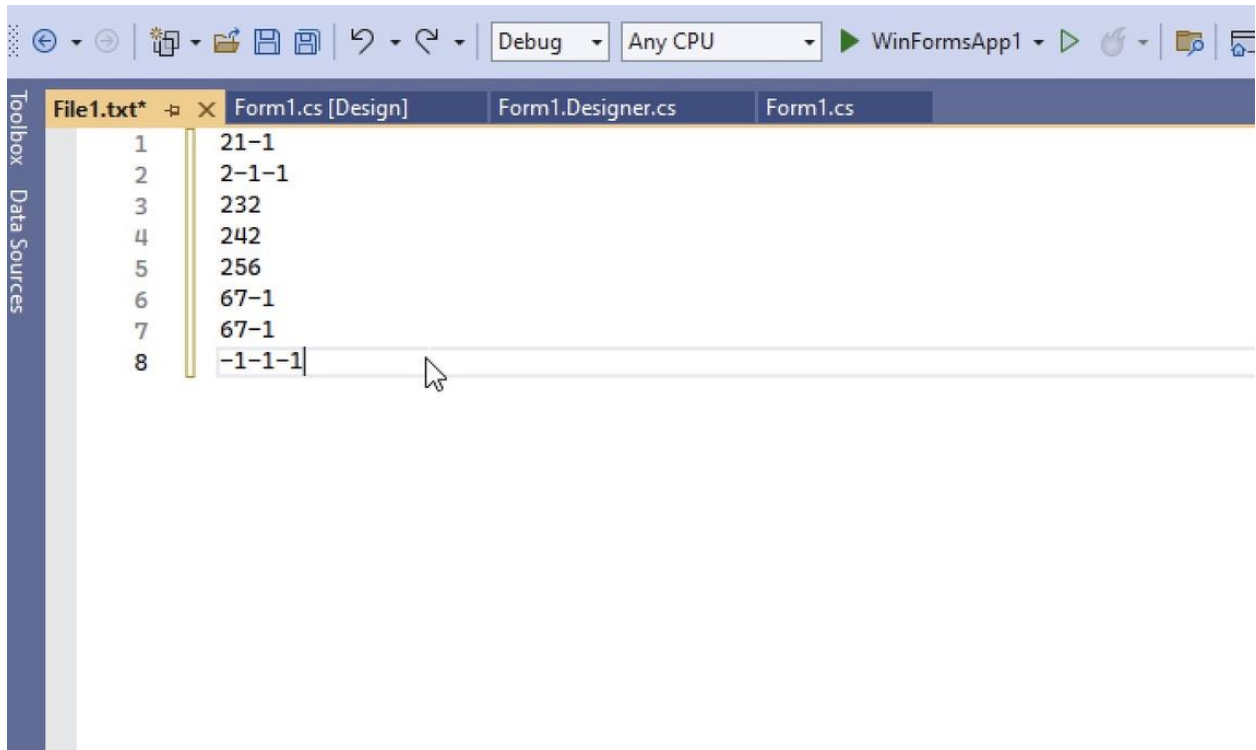 Debug Any CPU WinFormsApp1
Toolbox
Data Sources
File1.txt* Form1.cs [Design] Form1.Designer.cs Form1.cs
1 21-1
2 2-1-1
3 232
4 242
5 256
6 67-1
7 67-1
8 -1-1-1